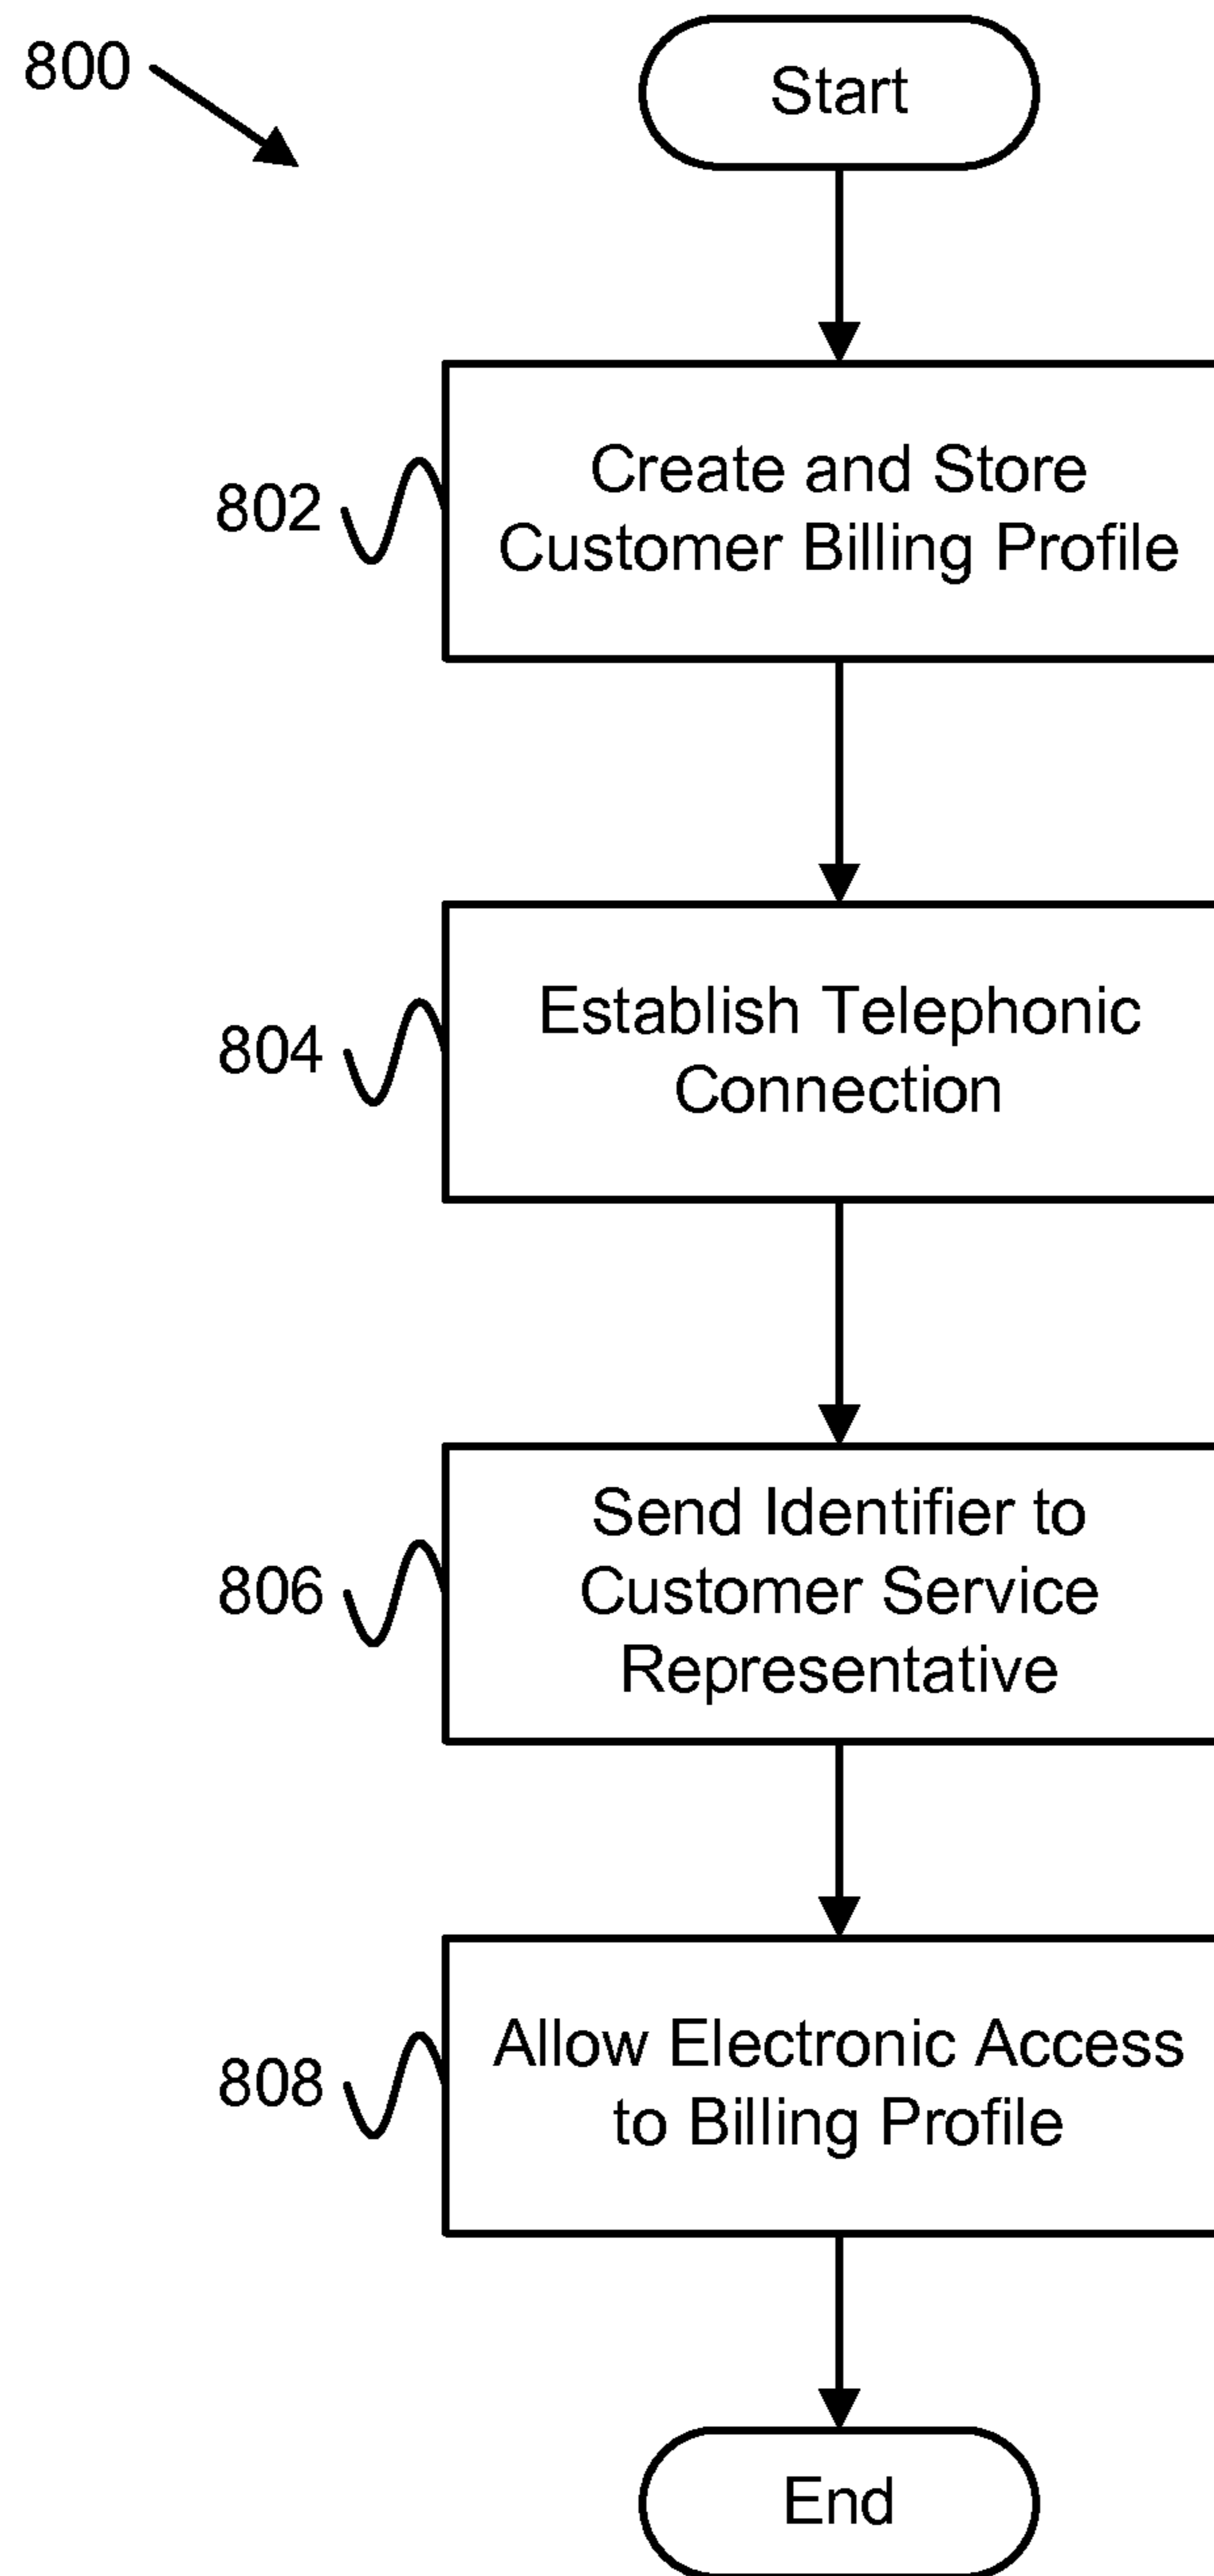 800
Start
802
Create and Store
Customer Billing Profile
804
Establish Telephonic
Connection
806
Send Identifier to
Customer Service
Representative
808
Allow Electronic Access
to Billing Profile
End